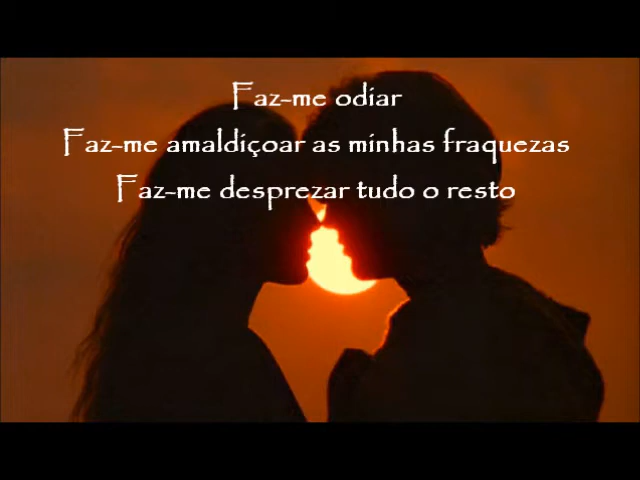 Faz-me odiar
Faz-me amaldiçoar as minhas fraquezas
Faz-me desprezar tudo o resto